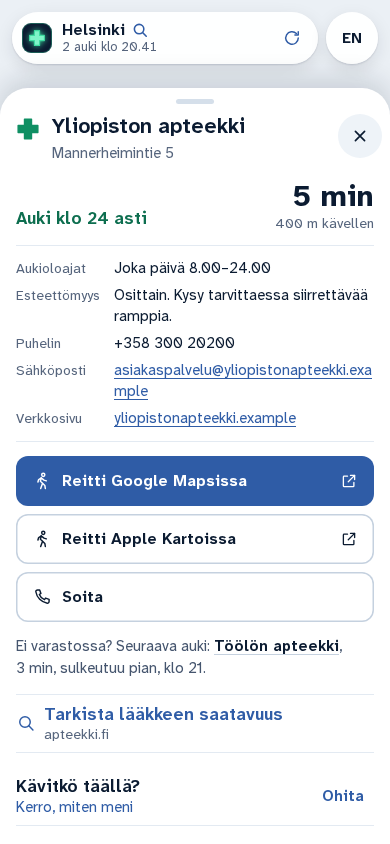 Helsinki
2 auki klo 20.41
EN
Yliopiston apteekki
Mannerheimintie 5
5 min
Auki klo 24 asti
400 m kävellen
Aukioloajat Joka päivä 8.00–24.00
Esteettömyys Osittain. Kysy tarvittaessa siirrettävää
ramppia.
Puhelin +358 300 20200
Sähköposti asiakaspalvelu@yliopistonapteekki.exa
mple
Verkkosivu yliopistonapteekki.example
Reitti Google Mapsissa
Reitti Apple Kartoissa
Soita
Ei varastossa? Seuraava auki: Töölön apteekki,
3 min, sulkeutuu pian, klo 21.
Tarkista lääkkeen saatavuus
apteekki.fi
Kävitkö täällä?
Kerro, miten meni
Ohita